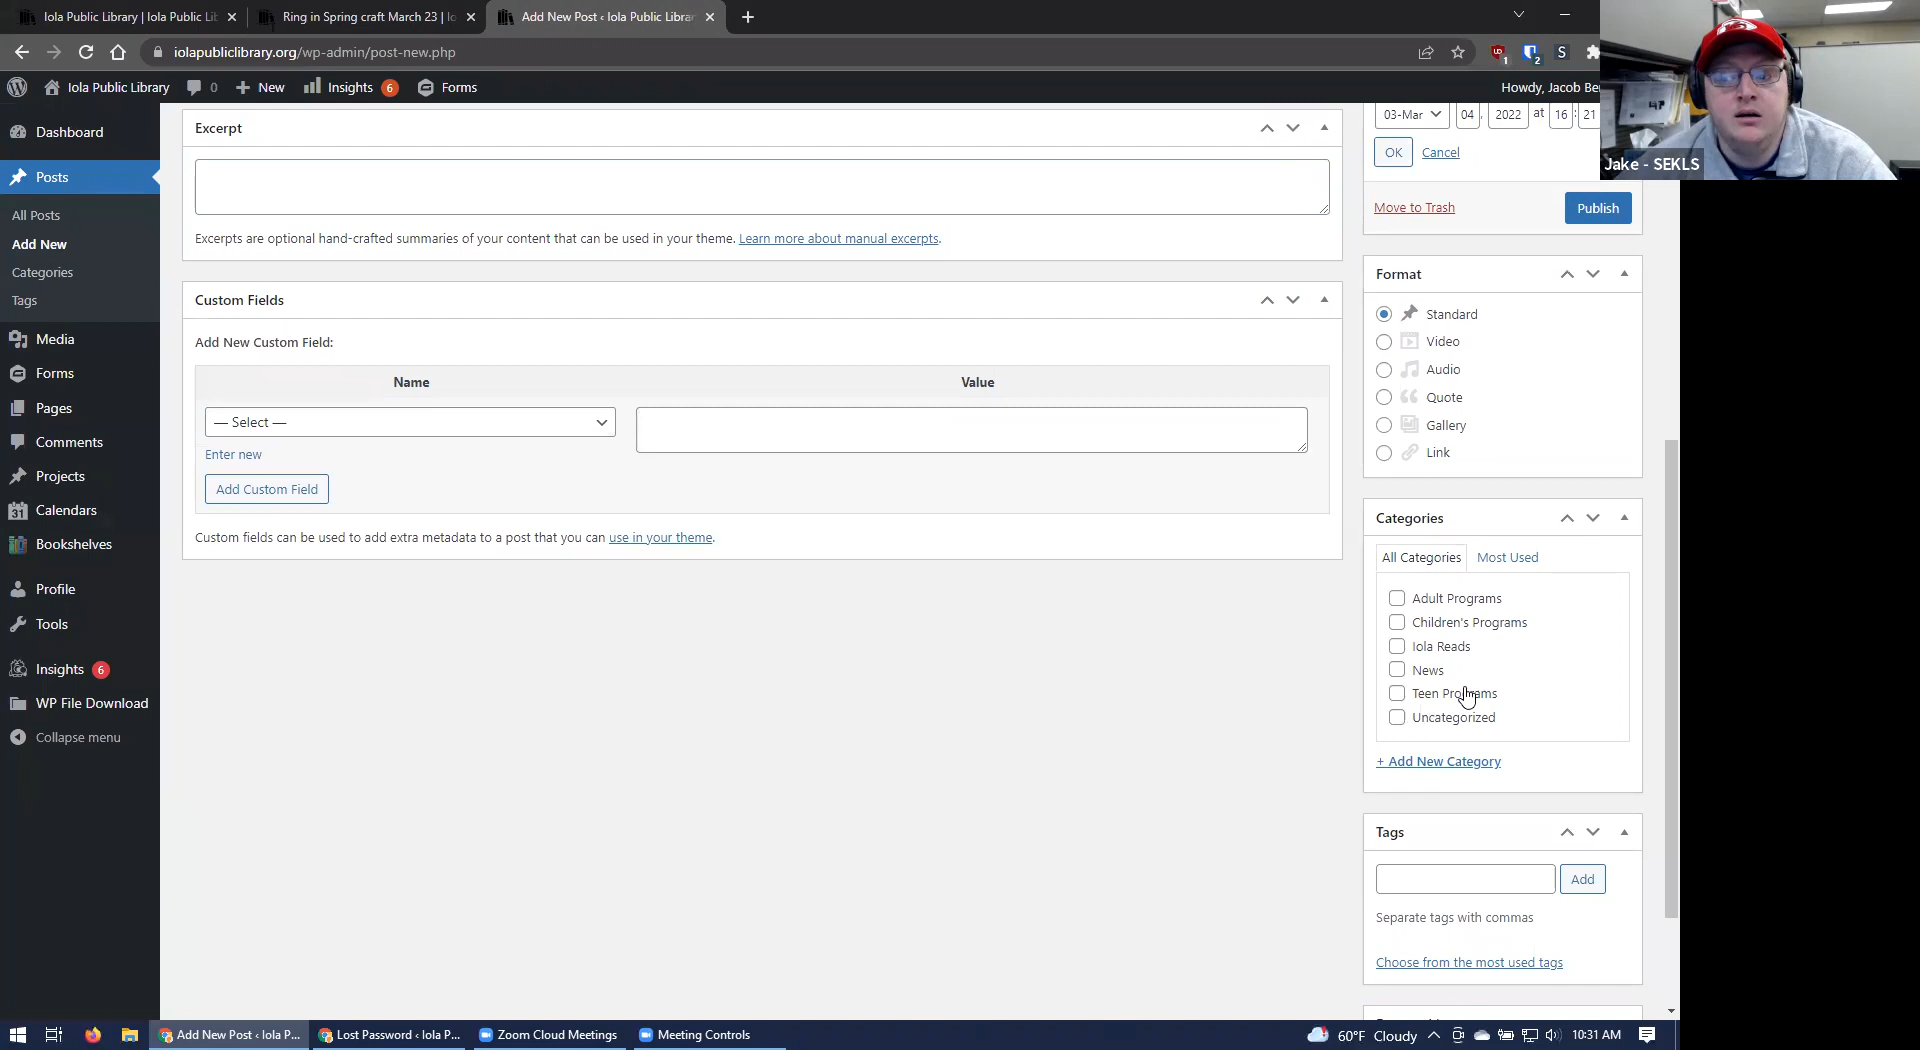 Iola Public Library | Iola Public Lib
Ring in Spring craft March 23 | Io
Add New Post ‹ Iola Public Librar
iolapubliclibrary.org/wp-admin/post-new.php
Iola Public Library
0
New
Insights 6
Forms
Howdy, Jacob Be
Jake - SEKLS
Dashboard
Posts
All Posts
Add New
Categories
Tags
Media
Forms
Pages
Comments
Projects
31 Calendars
Bookshelves
Profile
Tools
Insights 6
WP File Download
Collapse menu
Excerpt
Excerpts are optional hand-crafted summaries of your content that can be used in your theme. Learn more about manual excerpts.
Custom Fields
Add New Custom Field:
Name Value
— Select —
Enter new
Add Custom Field
Custom fields can be used to add extra metadata to a post that you can use in your theme.
03-Mar 04 , 2022 at 16 : 21
OK Cancel
Move to Trash Publish
Format
Standard
Video
Audio
Quote
Gallery
Link
Categories
All Categories Most Used
Adult Programs
Children's Programs
Iola Reads
News
Teen Programs
Uncategorized
+ Add New Category
Tags
Add
Separate tags with commas
Choose from the most used tags
Add New Post ‹ Iola P...
Lost Password ‹ Iola P...
Zoom Cloud Meetings
Meeting Controls
60°F Cloudy
10:31 AM